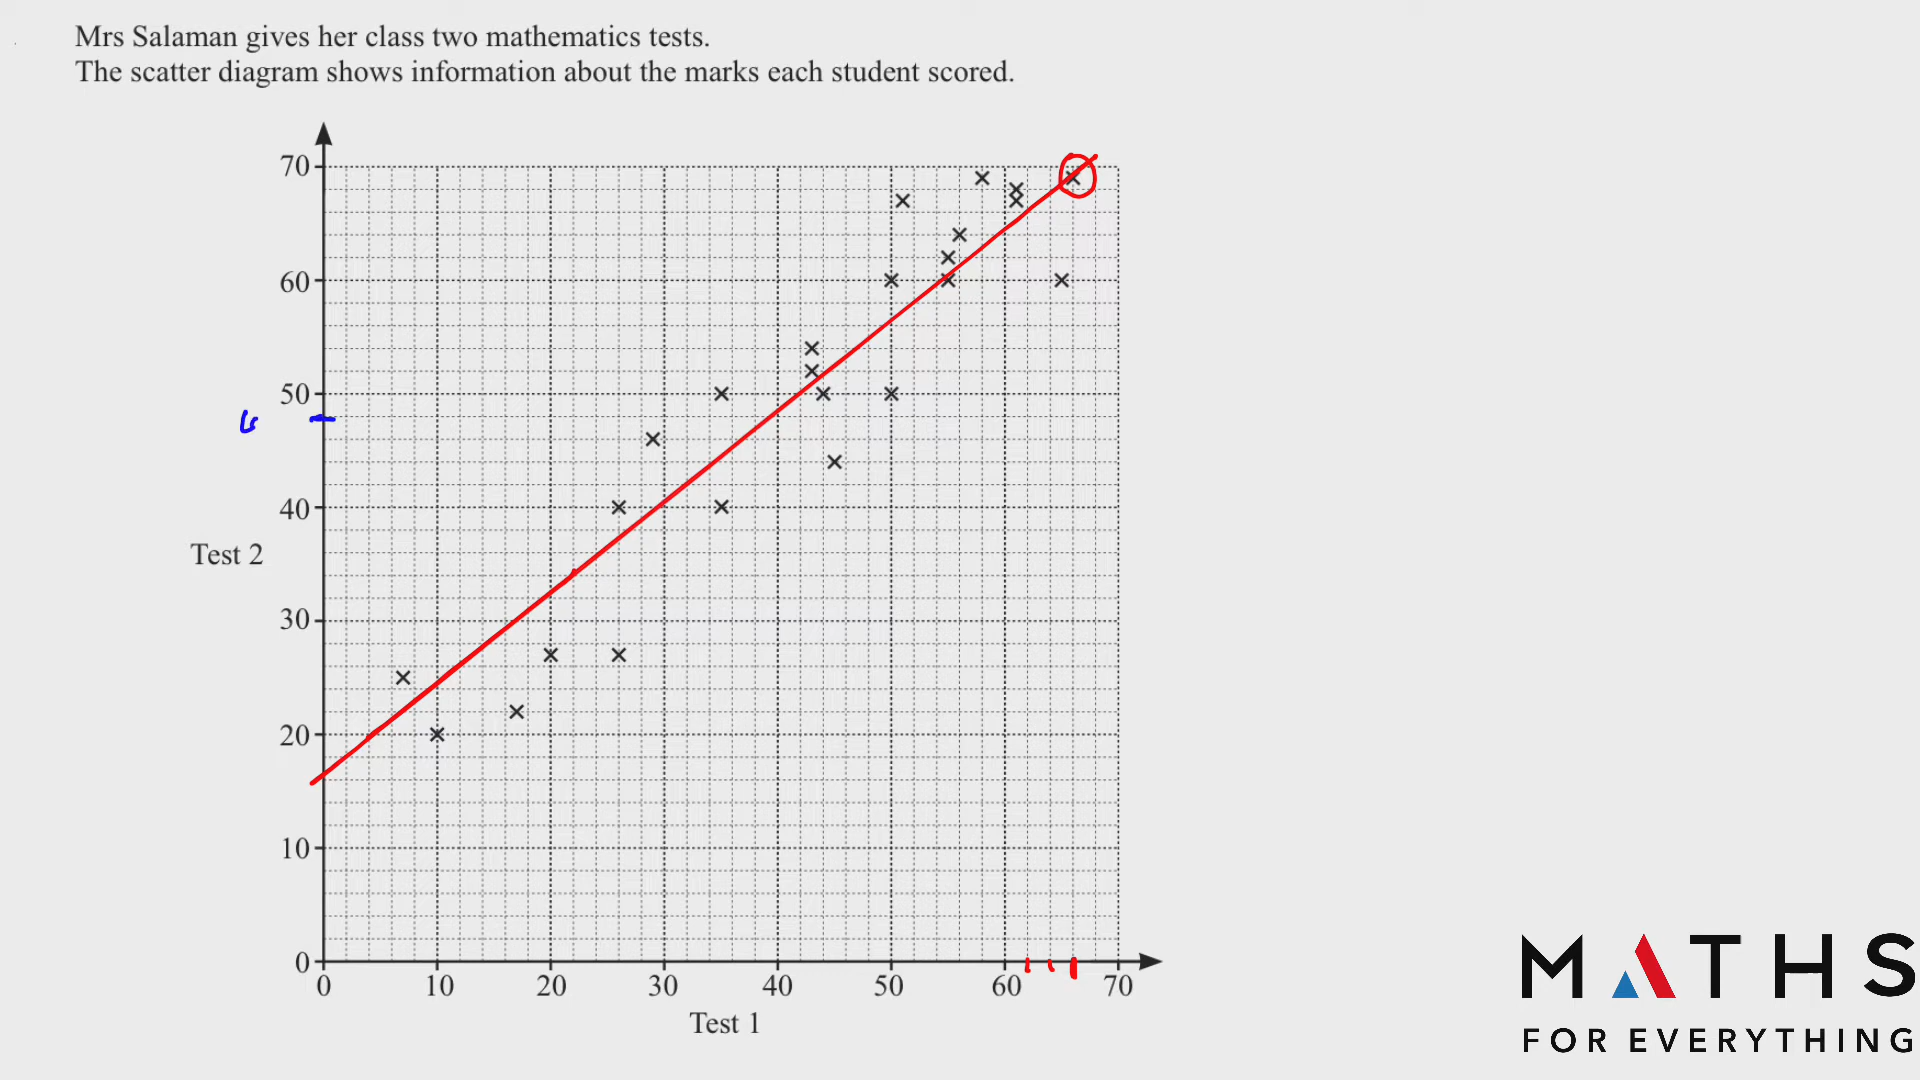 Mrs Salaman gives her class two mathematics tests.
The scatter diagram shows information about the marks each student scored.
70
60
50
40
Test 2
30
20
10
0
0 10 20 30 40 50 60 70
Test 1
MATHS
FOR EVERYTHING